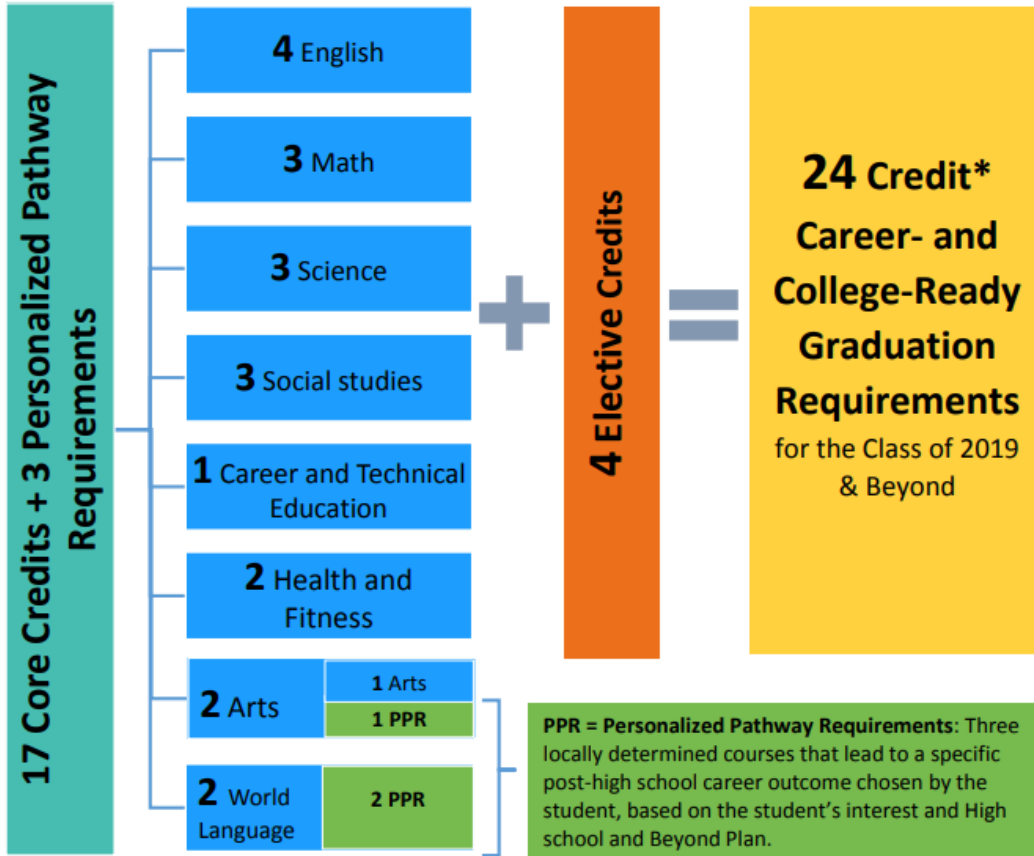 17 Core Credits + 3 Personalized Pathway
Requirements
4 English
3 Math
3 Science
3 Social studies
1 Career and Technical
Education
2 Health and
Fitness
2 Arts
1 Arts
1 PPR
2 World
Language
2 PPR
4 Elective Credits
24 Credit*
Career- and
College-Ready
Graduation
Requirements
for the Class of 2019
& Beyond
PPR = Personalized Pathway Requirements: Three
locally determined courses that lead to a specific
post-high school career outcome chosen by the
student, based on the student's interest and High
school and Beyond Plan.